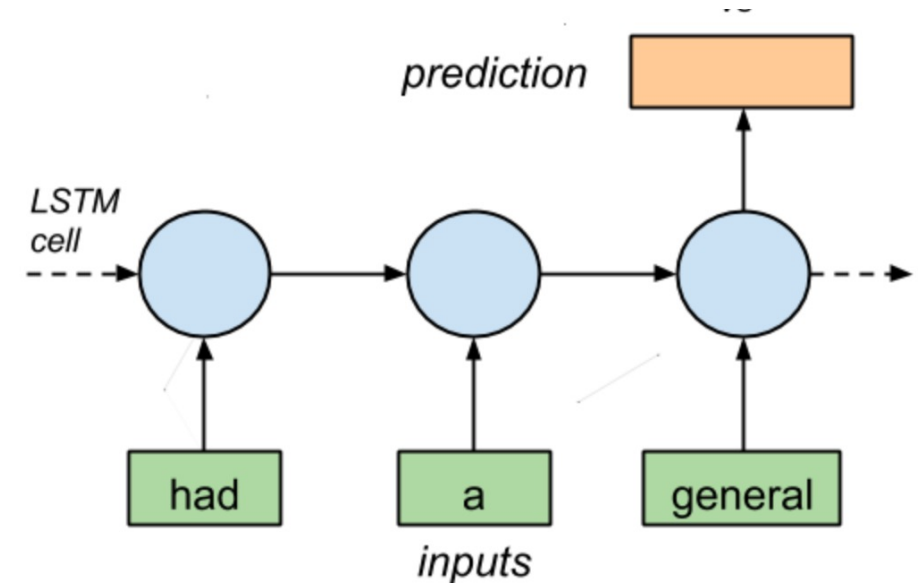 prediction
LSTM
cell
had
a
general
inputs